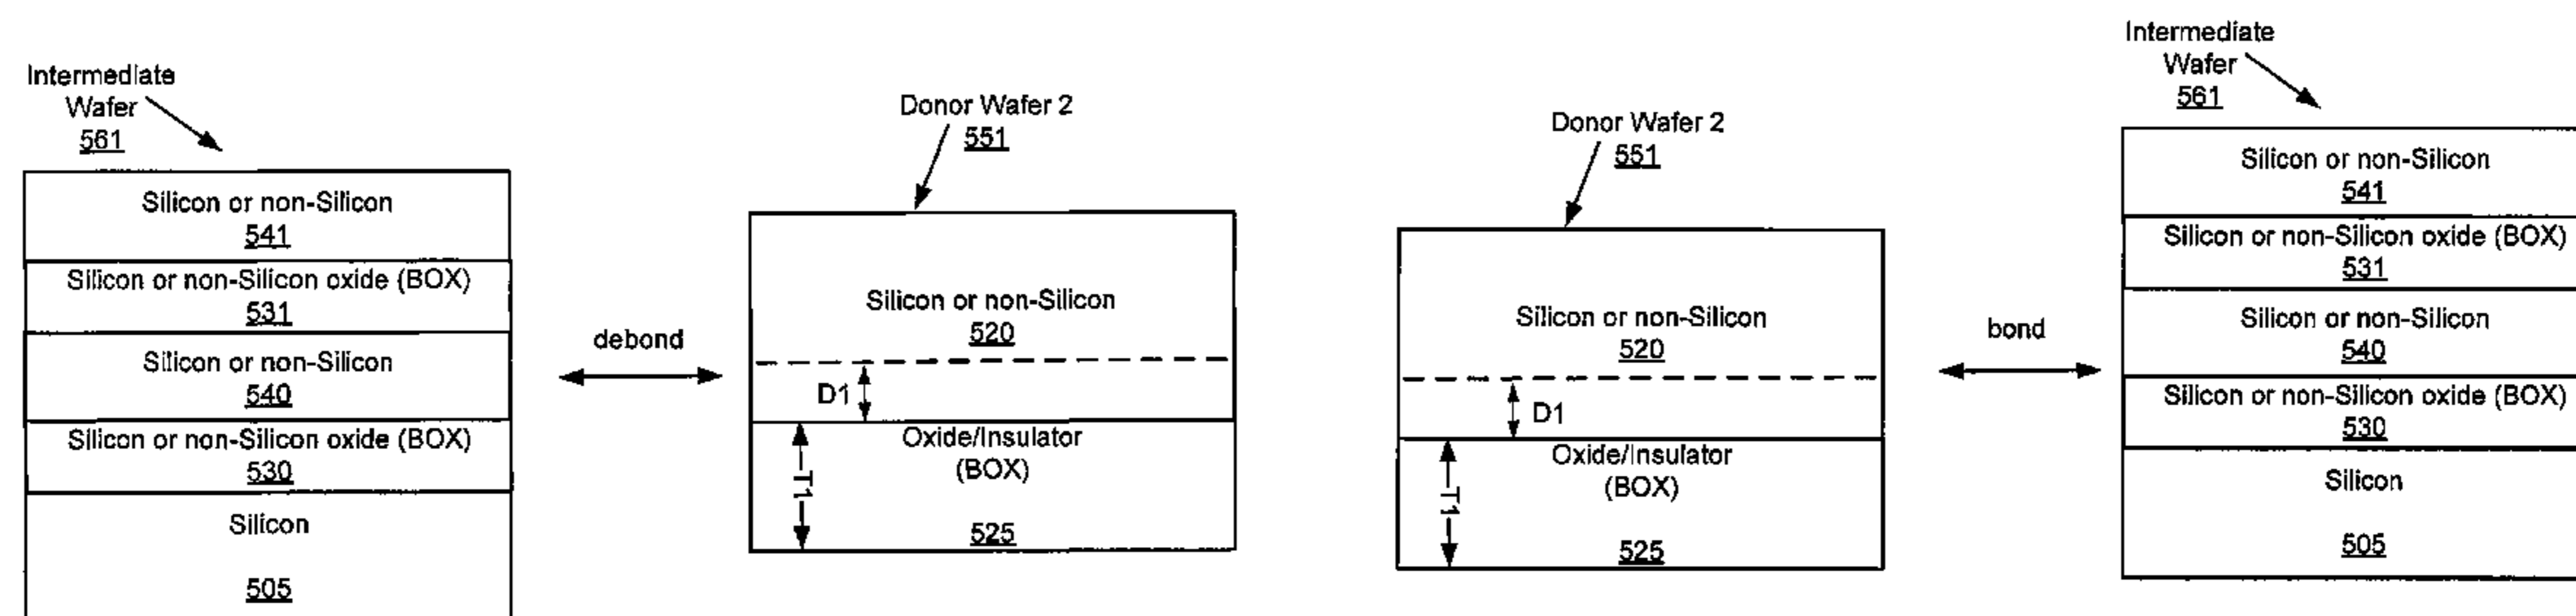 Intermediate
Wafer
561
Silicon or non-Silicon
541
Silicon or non-Silicon oxide (BOX)
531
Silicon or non-Silicon
540
Silicon or non-Silicon oxide (BOX)
530
Silicon
505
debond
Donor Wafer 2
551
Silicon or non-Silicon
520
D1
Oxide/Insulator
(BOX)
T1
525
Donor Wafer 2
551
Silicon or non-Silicon
520
D1
Oxide/Insulator
(BOX)
T1
525
bond
Intermediate
Wafer
561
Silicon or non-Silicon
541
Silicon or non-Silicon oxide (BOX)
531
Silicon or non-Silicon
540
Silicon or non-Silicon oxide (BOX)
530
Silicon
505